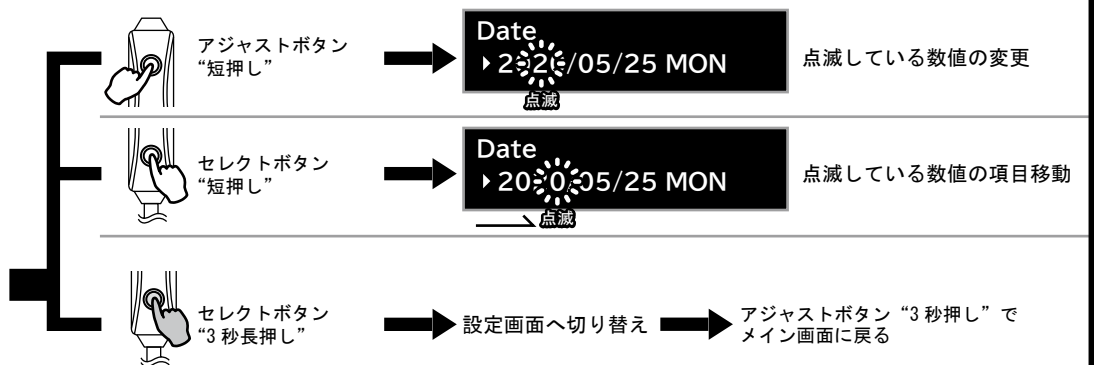 アジャストボタン
“短押し”
Date
2020/05/25 MON
点滅
点滅している数値の変更
セレクトボタン
“短押し”
Date
2020/05/25 MON
点滅
点滅している数値の項目移動
セレクトボタン
“3 秒長押し”
設定画面へ切り替え
アジャストボタン “3 秒押し” で
メイン画面に戻る